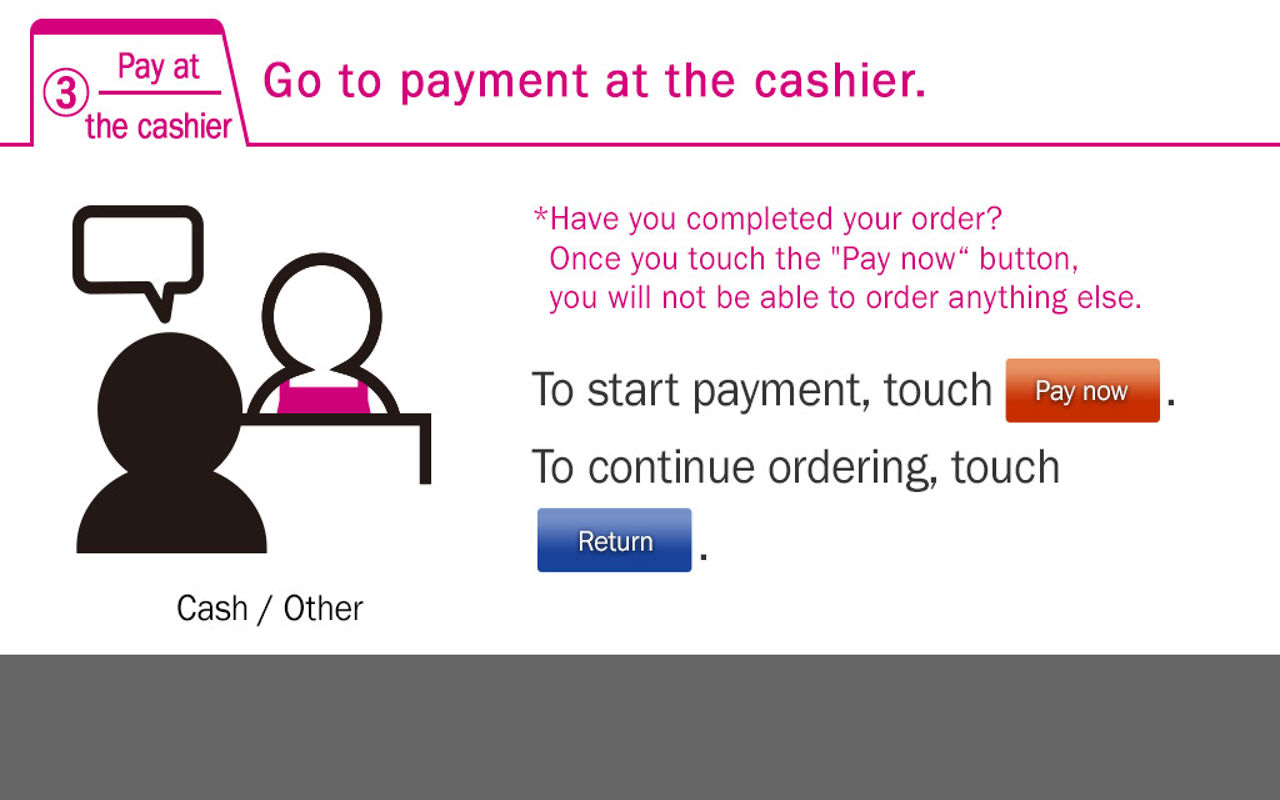 ③
Pay at
the cashier
Go to payment at the cashier.
*Have you completed your order?
Once you touch the "Pay now“ button,
you will not be able to order anything else.
To start payment, touch Pay now .
To continue ordering, touch
Return .
Cash / Other